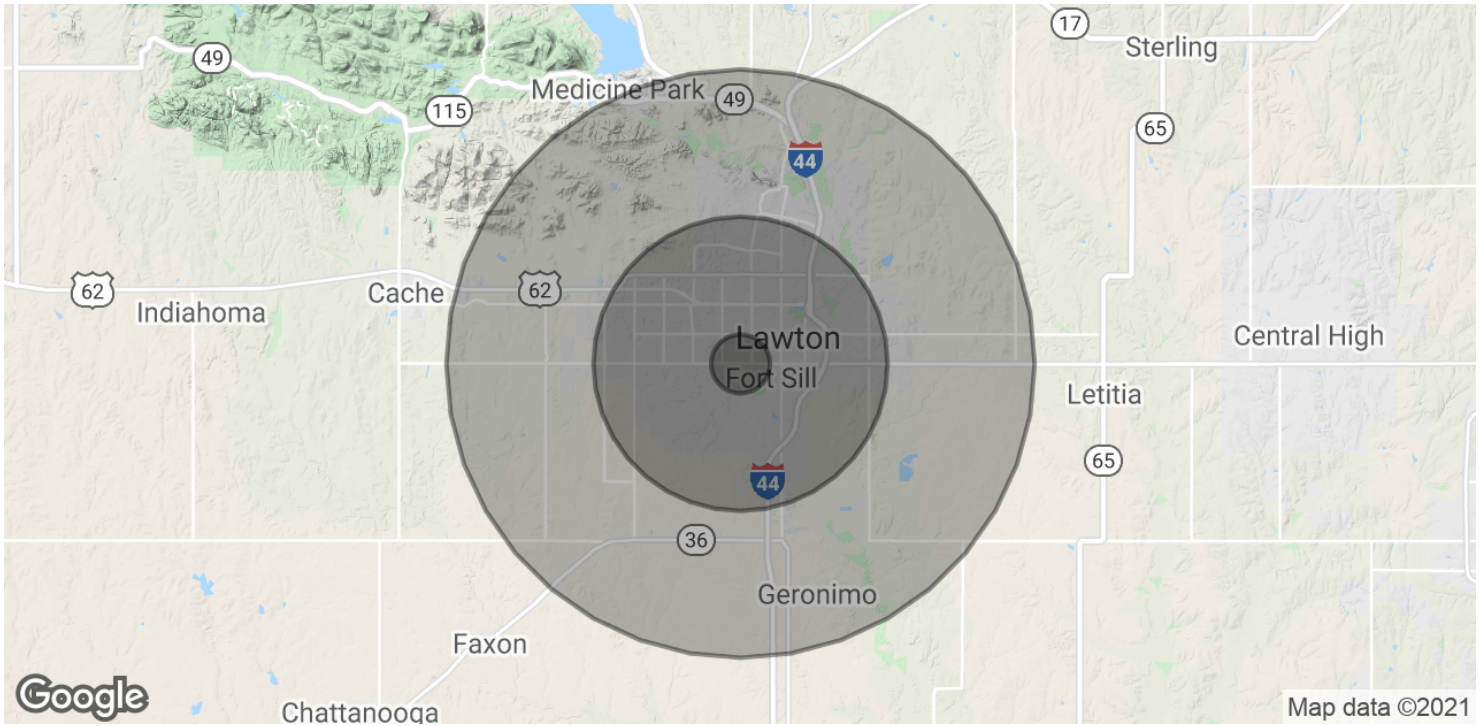 17
Sterling
49
Medicine Park
49
115
65
44
62
62
Cache
Indiahoma
Lawton
Central High
Fort Sill
Letitia
65
44
36
Geronimo
Faxon
Google
Chattanooga
Map data ©2021